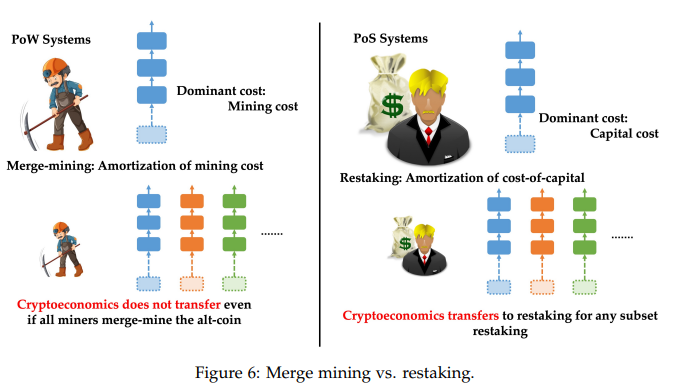 PoW Systems
Dominant cost:
Mining cost
Merge-mining: Amortization of mining cost
.......
Cryptoeconomics does not transfer even
if all miners merge-mine the alt-coin
PoS Systems
$
Dominant cost:
Capital cost
Restaking: Amortization of cost-of-capital
$
.......
Cryptoeconomics transfers to restaking for any subset
restaking
Figure 6: Merge mining vs. restaking.